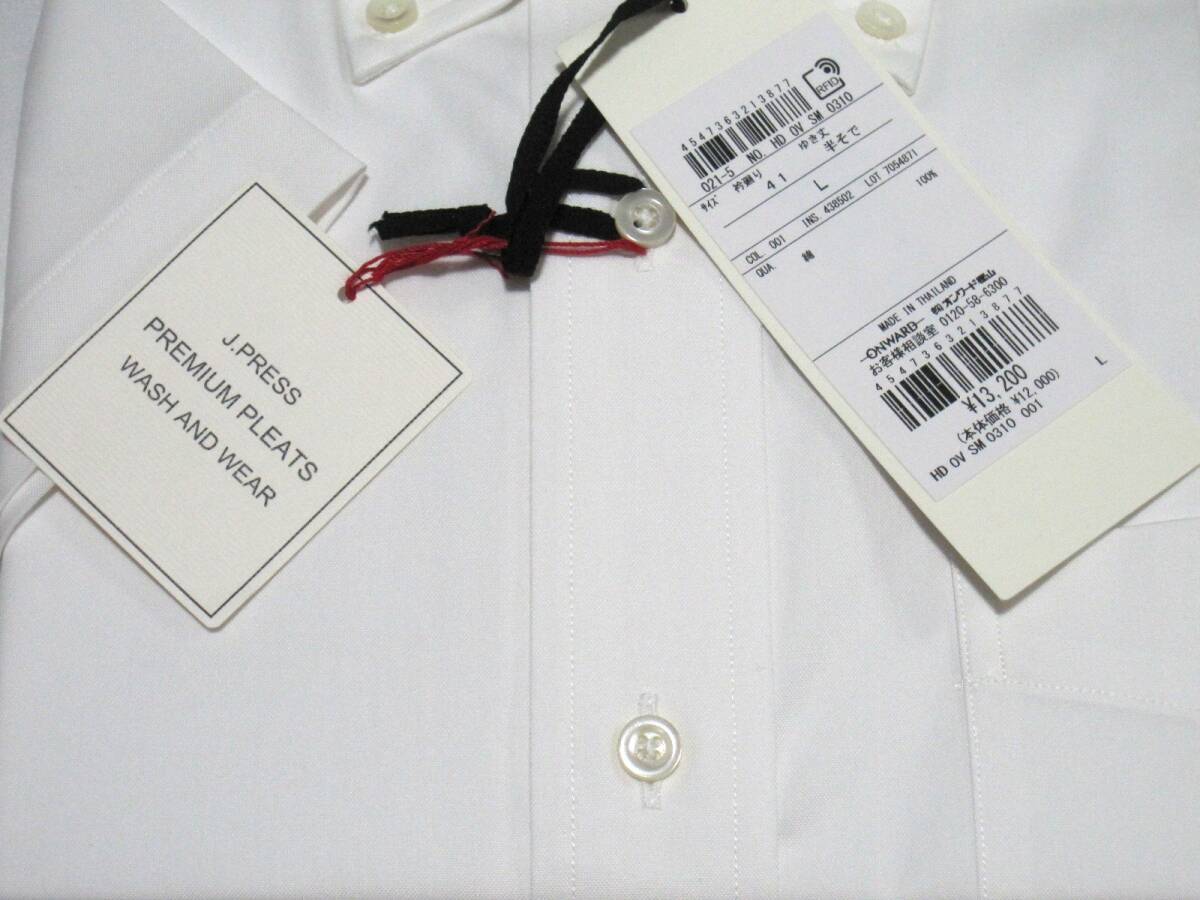 J.PRESS
PREMIUM PLEATS
WASH AND WEAR
4547363213877
RFID
021-5 NO. HD OV SM 0310
サイズ 衿廻り ゆき丈
41 半そで
L
COL. 001 INS. 438502 LOT 7054871
QUA. 綿 100%
MADE IN THAILAND
ONWARD ㈱オンワード樫山
お客様相談室 0120-58-6300
4547363213877
¥13,200
(本体価格 ¥12,000)
HD OV SM 0310 001
L